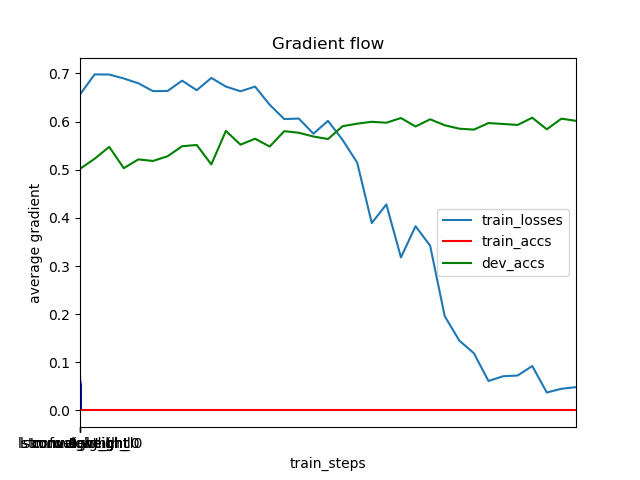 Gradient flow
0.7
0.6
0.5
0.4
0.3
0.2
0.1
0.0
average gradient
train_losses
train_accs
dev_accs
train_steps